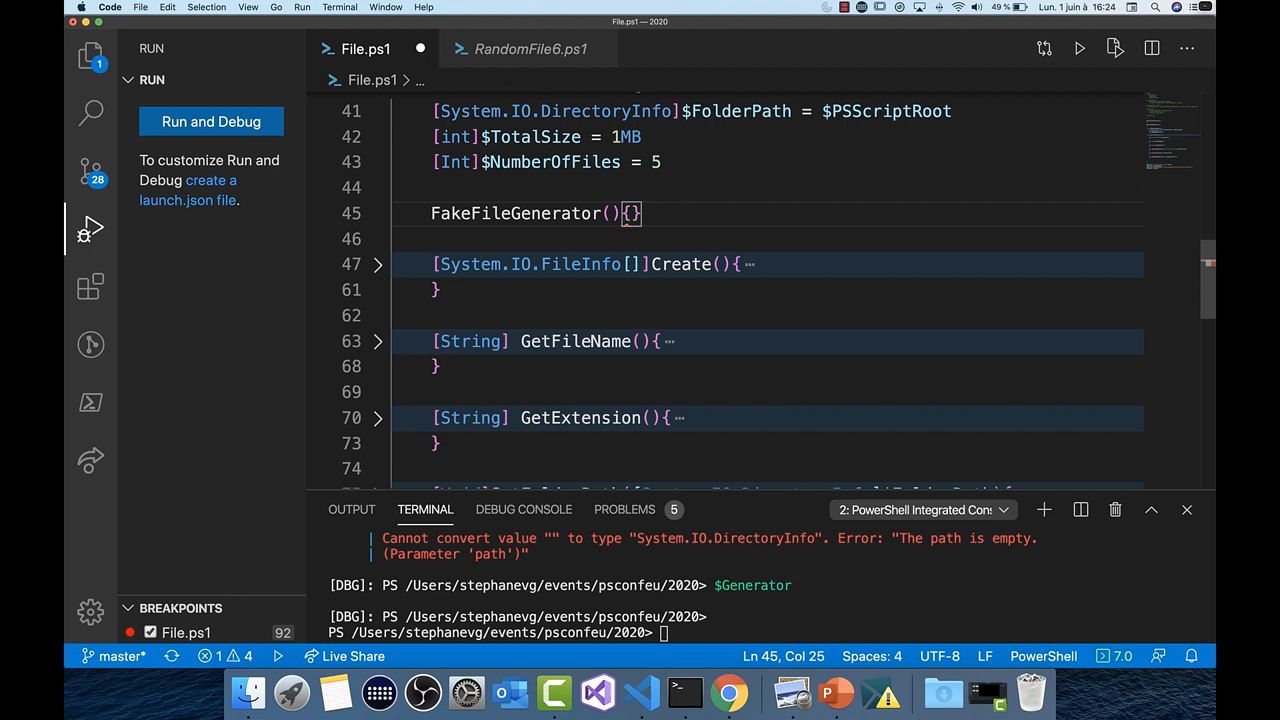 Code File Edit Selection View Go Run Terminal Window Help
49 % Lun. 1 juin à 16:24
File.ps1 — 2020
RUN
File.ps1
RandomFile6.ps1
RUN
File.ps1 > ...
Run and Debug
To customize Run and
Debug create a
launch.json file.
1
28
41 [System.IO.DirectoryInfo]$FolderPath = $PSScriptRoot
42 [int]$TotalSize = 1MB
43 [Int]$NumberOfFiles = 5
44
45 FakeFileGenerator(){}
46
47 [System.IO.FileInfo[]]Create(){ ...
61 }
62
63 [String] GetFileName(){ ...
68 }
69
70 [String] GetExtension(){ ...
73 }
74
OUTPUT TERMINAL DEBUG CONSOLE PROBLEMS 5 2: PowerShell Integrated Cons
| Cannot convert value "" to type "System.IO.DirectoryInfo". Error: "The path is empty.
| (Parameter 'path')"
[DBG]: PS /Users/stephanevg/events/psconfeu/2020> $Generator
[DBG]: PS /Users/stephanevg/events/psconfeu/2020>
PS /Users/stephanevg/events/psconfeu/2020>
BREAKPOINTS
File.ps1 92
master* 1 4 Live Share Ln 45, Col 25 Spaces: 4 UTF-8 LF PowerShell 7.0